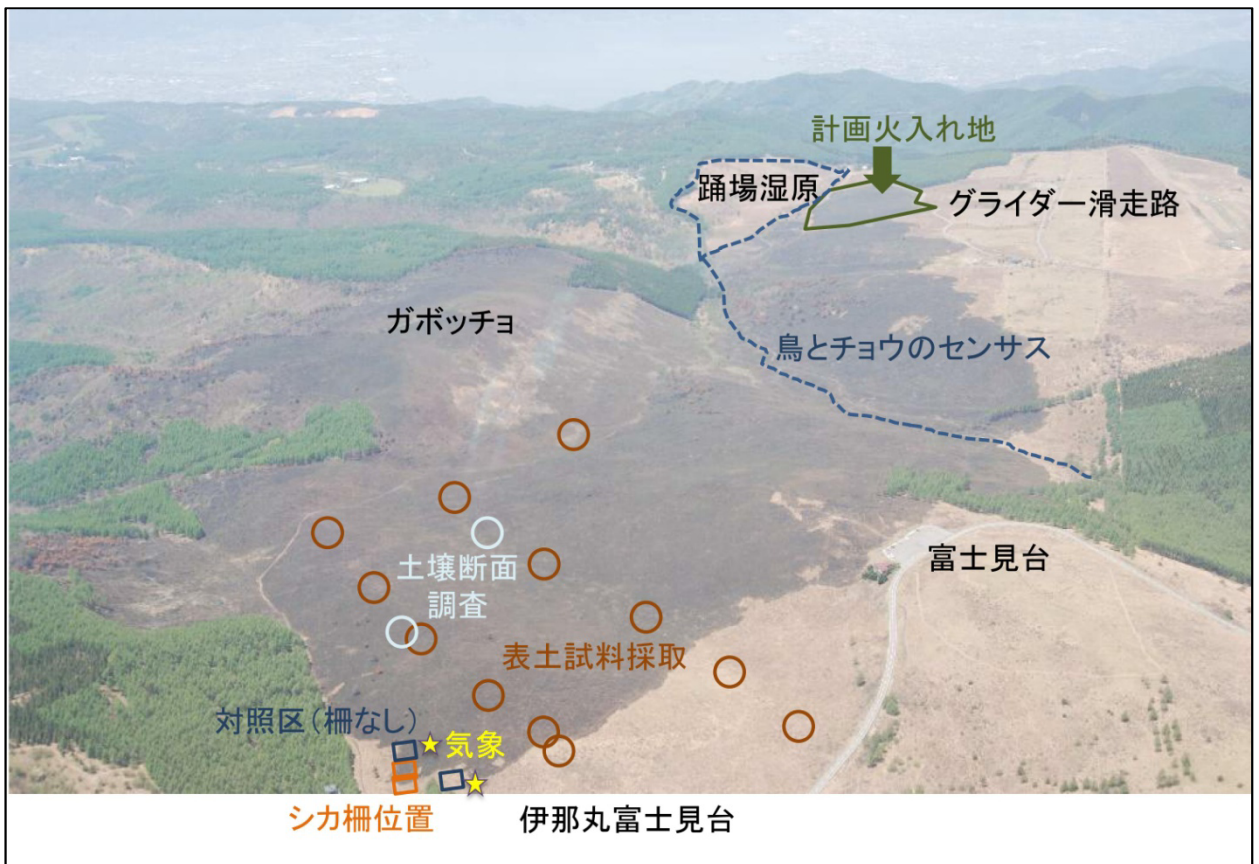 計画火入れ地
踊場湿原
グライダー滑走路
ガボッチョ
鳥とチョウのセンサス
富士見台
土壌断面
調査
表土試料採取
対照区(柵なし)
気象
シカ柵位置
伊那丸富士見台